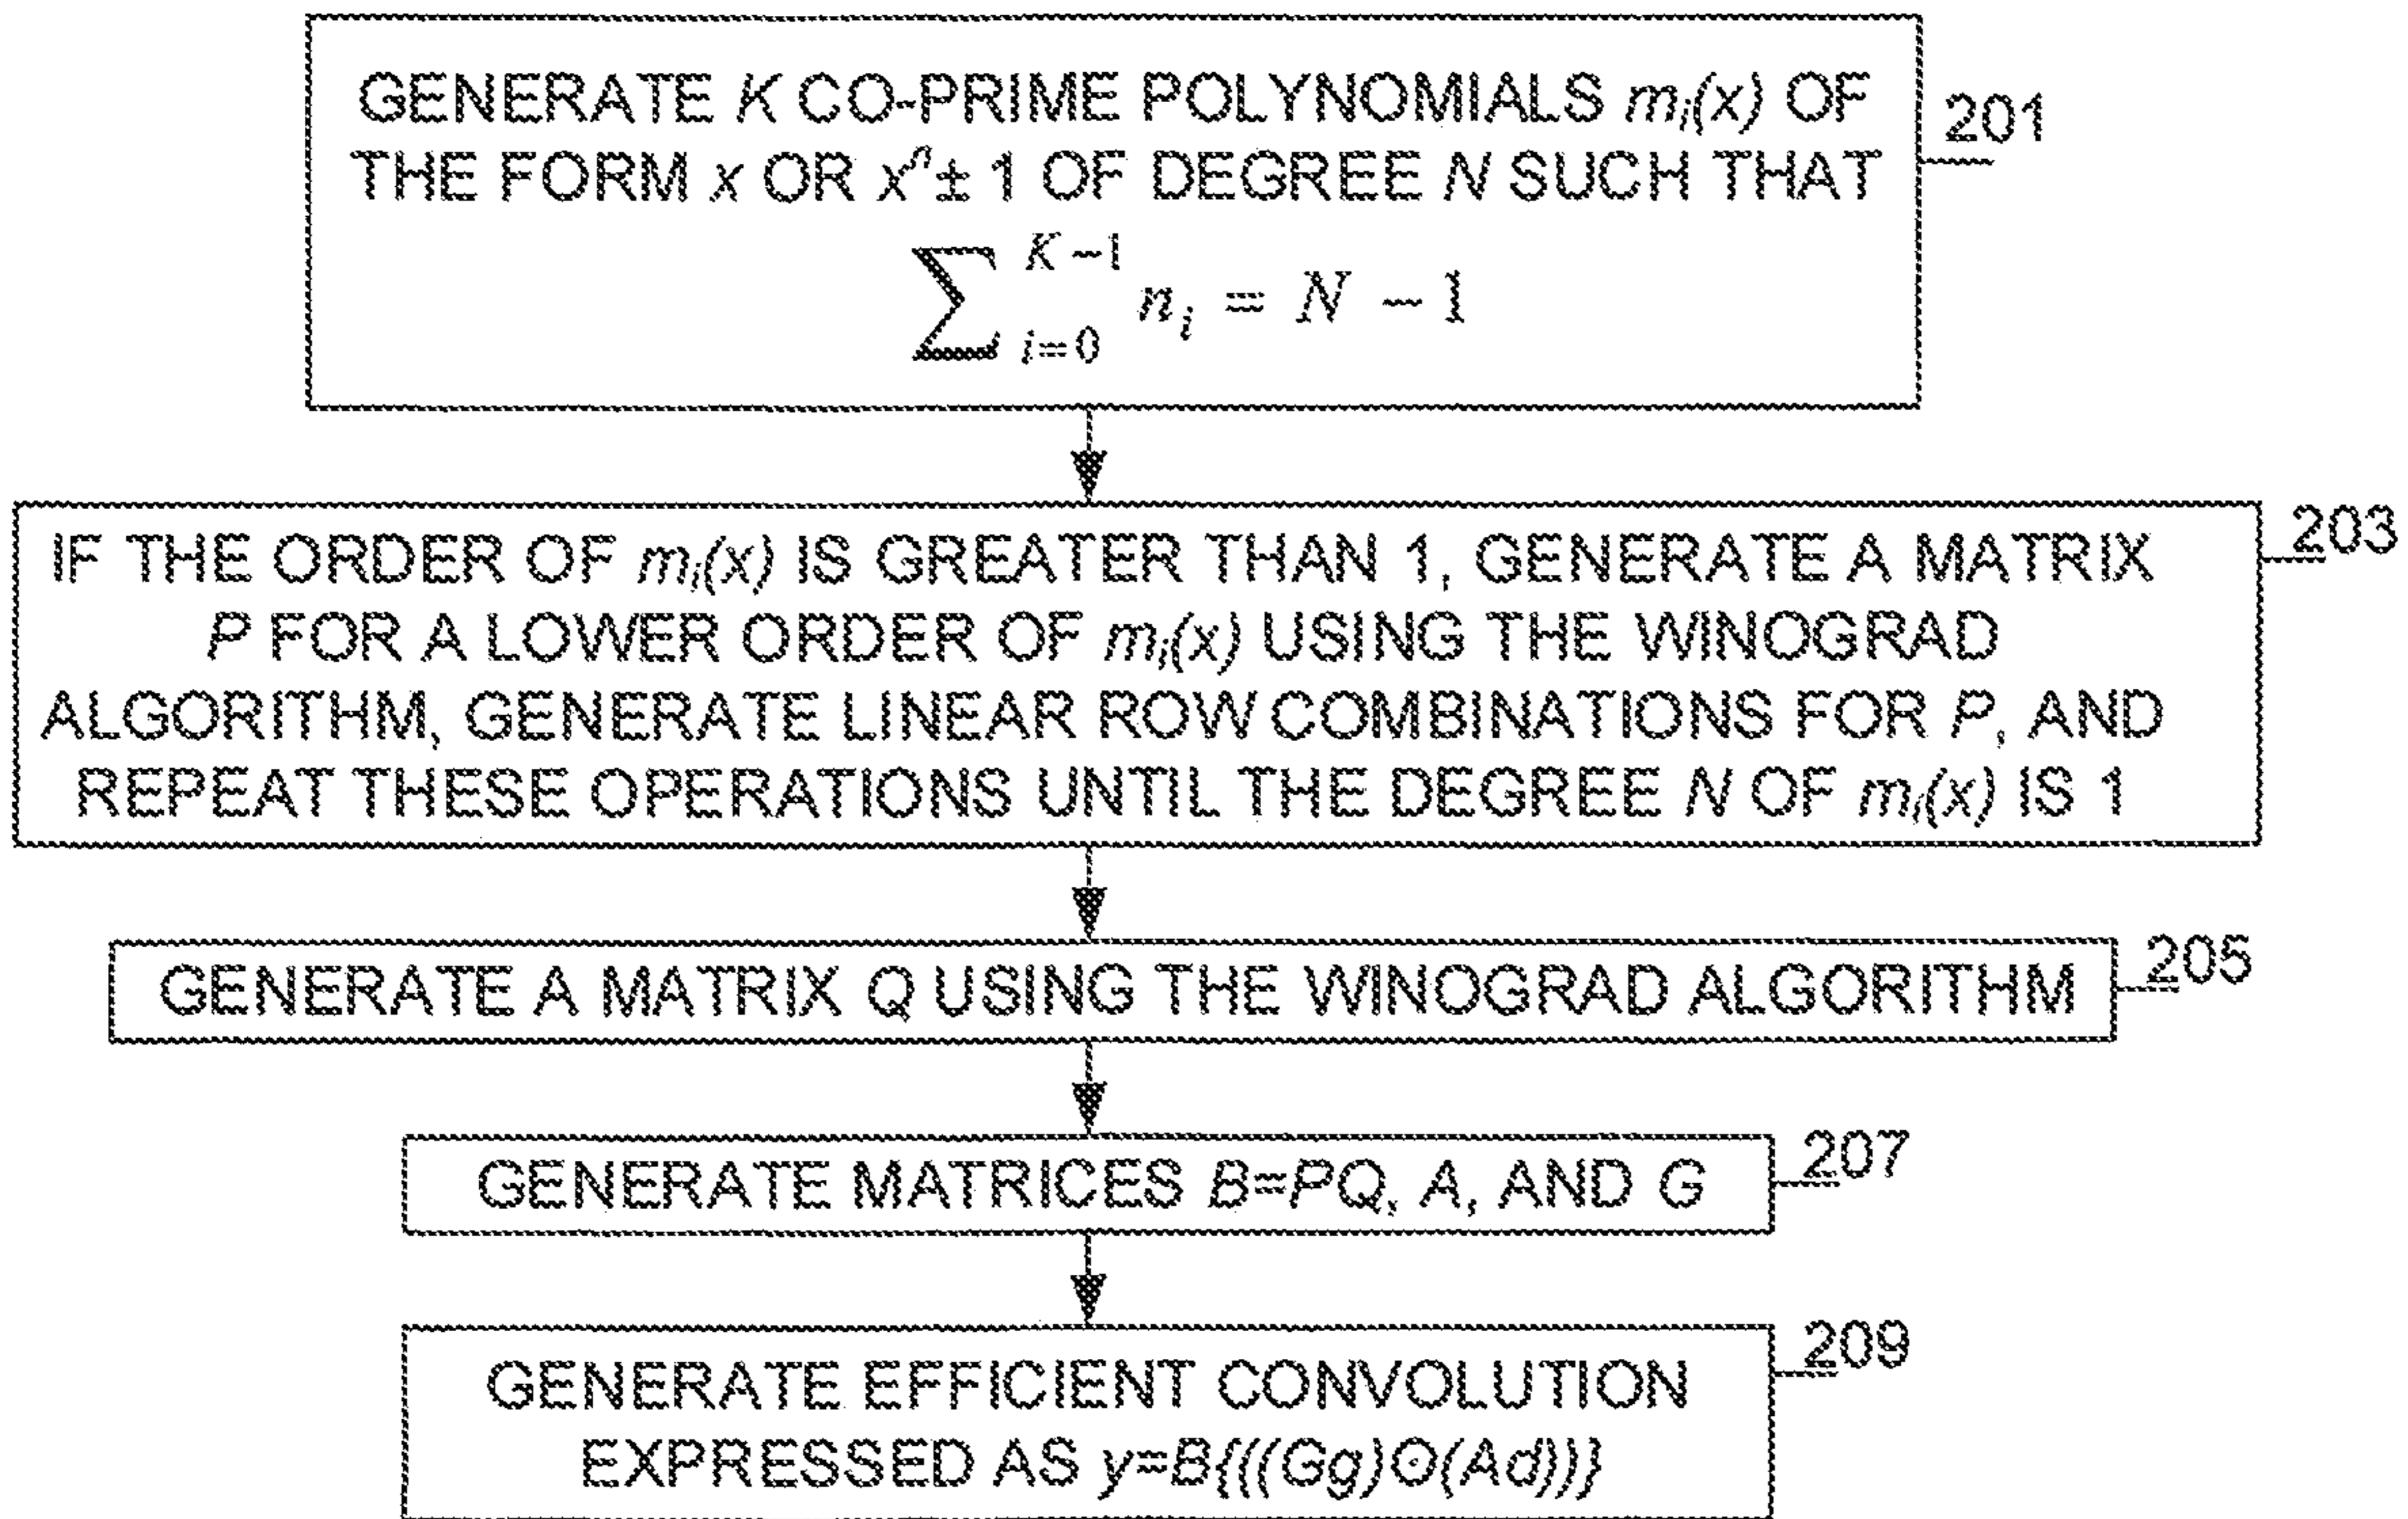 GENERATE K CO-PRIME POLYNOMIALS mᵢ(x) OF
THE FORM x OR xⁿ± 1 OF DEGREE N SUCH THAT
∑ᵢ₌₀ᴷ⁻¹ nᵢ = N − 1
201
IF THE ORDER OF mᵢ(x) IS GREATER THAN 1, GENERATE A MATRIX
P FOR A LOWER ORDER OF mᵢ(x) USING THE WINOGRAD
ALGORITHM, GENERATE LINEAR ROW COMBINATIONS FOR P, AND
REPEAT THESE OPERATIONS UNTIL THE DEGREE N OF mᵢ(x) IS 1
203
GENERATE A MATRIX Q USING THE WINOGRAD ALGORITHM
205
GENERATE MATRICES B=PQ, A, AND G
207
GENERATE EFFICIENT CONVOLUTION
EXPRESSED AS y=B{((Gg)⊙(Ad))}
209